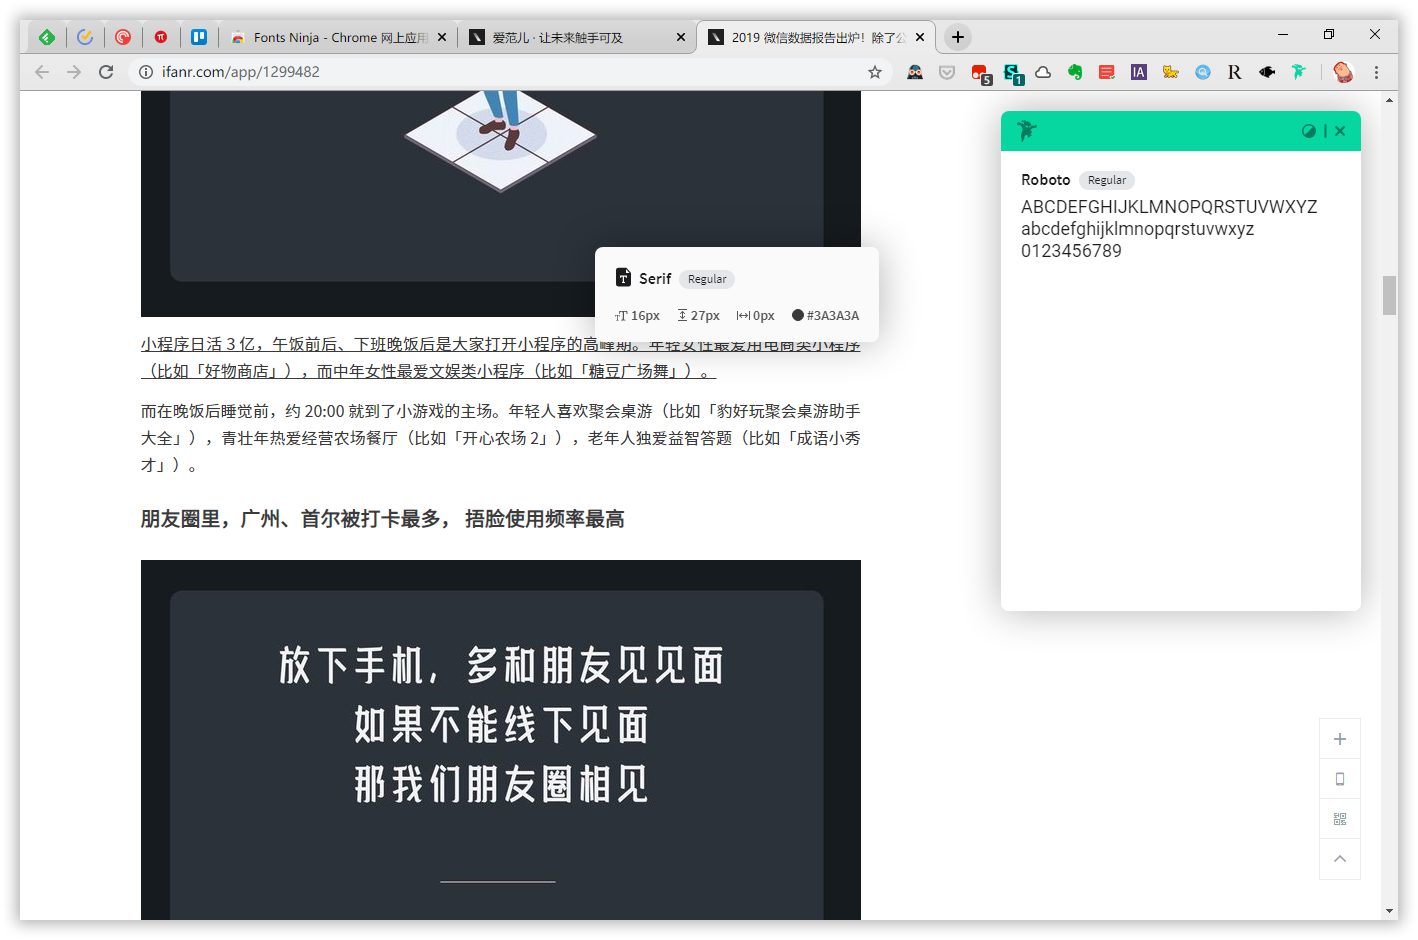 Fonts Ninja - Chrome 网上应用
爱范儿 · 让未来触手可及
2019 微信数据报告出炉！除了公
ifanr.com/app/1299482
5
1
IA
R
Roboto Regular
ABCDEFGHIJKLMNOPQRSTUVWXYZ
abcdefghijklmnopqrstuvwxyz
0123456789
T Serif Regular
16px 27px 0px #3A3A3A
小程序日活 3 亿，午饭前后、下班晚饭后是大家打开小程序的高峰期。年轻女性最爱用电商类小程序
（比如「好物商店」），而中年女性最爱文娱类小程序（比如「糖豆广场舞」）。
而在晚饭后睡觉前，约 20:00 就到了小游戏的主场。年轻人喜欢聚会桌游（比如「豹好玩聚会桌游助手
大全」），青壮年热爱经营农场餐厅（比如「开心农场 2」），老年人独爱益智答题（比如「成语小秀
才」）。
朋友圈里，广州、首尔被打卡最多， 捂脸使用频率最高
放下手机，多和朋友见见面
如果不能线下见面
那我们朋友圈相见